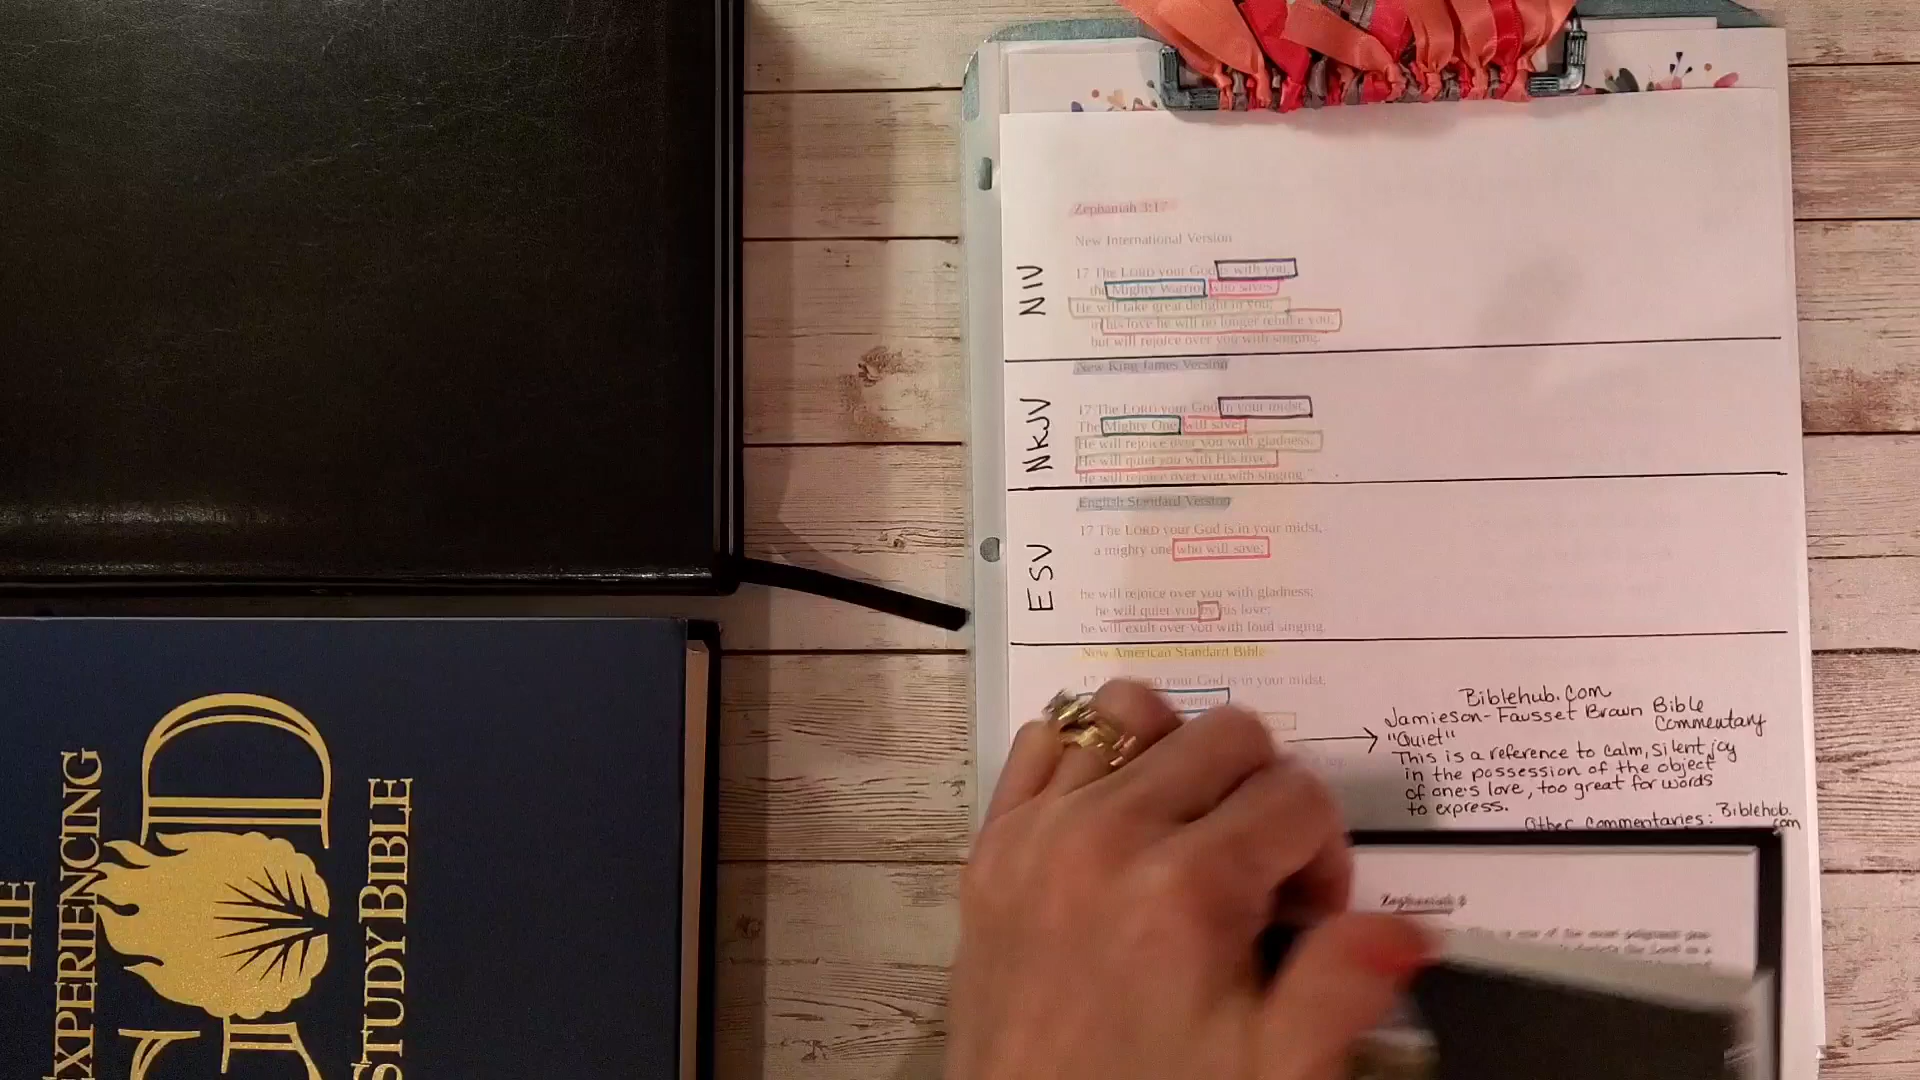 THE
EXPERIENCING
GOD
STUDY BIBLE
Zephaniah 3:17
New International Version
NIV
17 The LORD your God is with you,
the Mighty Warrior who saves.
He will take great delight in you;
in his love he will no longer rebuke you,
but will rejoice over you with singing.
New King James Version
NKJV
17 The LORD your God in your midst,
The Mighty One, will save;
He will rejoice over you with gladness,
He will quiet you with His love,
He will rejoice over you with singing."
English Standard Version
ESV
17 The LORD your God is in your midst,
a mighty one who will save;
he will rejoice over you with gladness;
he will quiet you by his love;
he will exult over you with loud singing.
New American Standard Bible
17 your God is in your midst,
warrior
Biblehub.com
Jamieson-Fausset Brown Bible
Commentary
"Quiet"
This is a reference to calm, silent joy
in the possession of the object
of one's love, too great for words
to express.
Other Commentaries: Biblehub.
com
Zephaniah